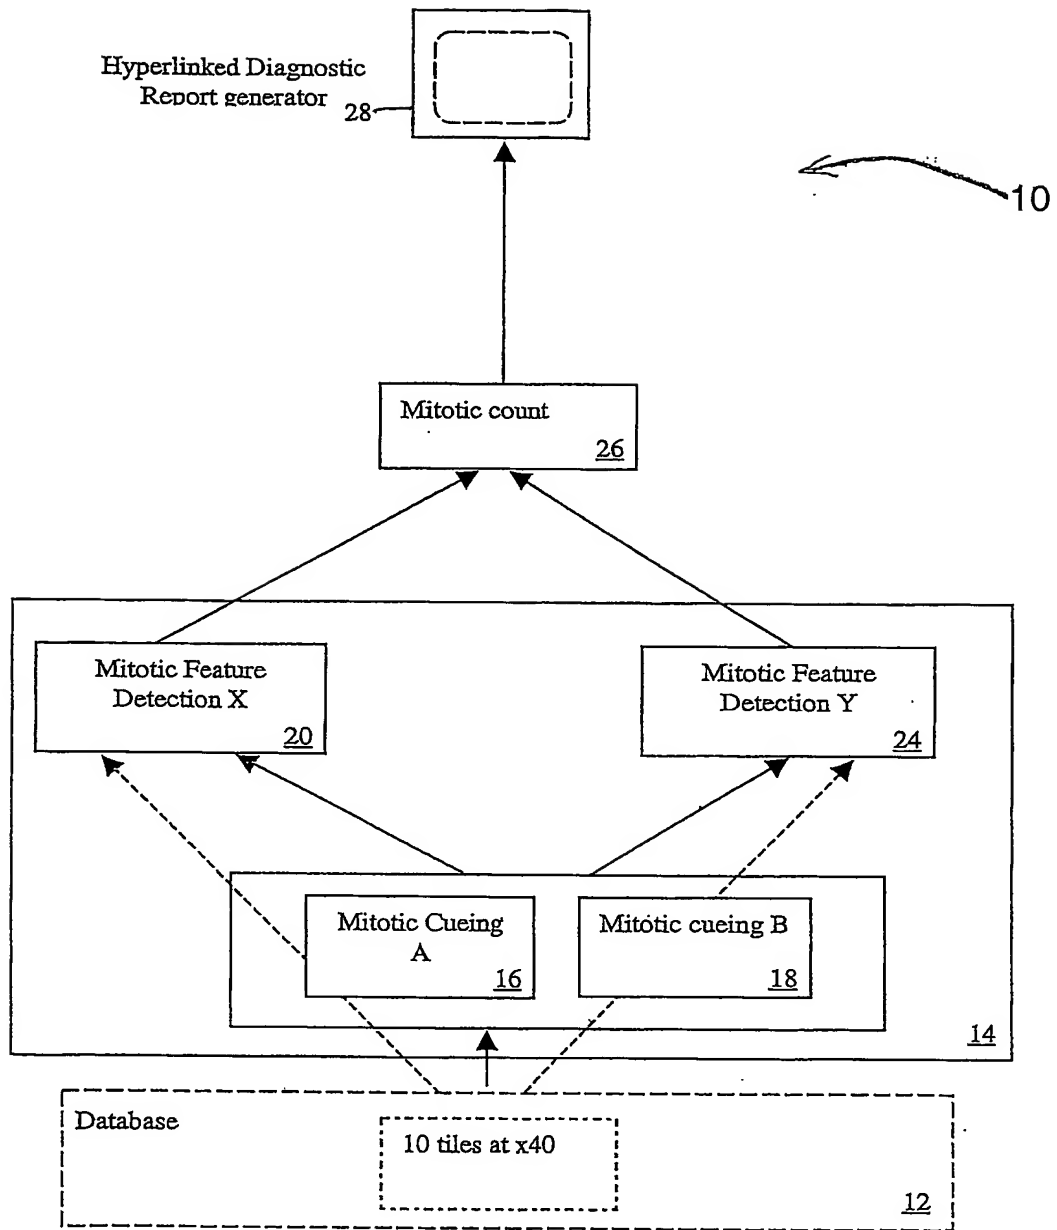 Hyperlinked Diagnostic
Report generator
28
10
Mitotic count
26
Mitotic Feature
Detection X
20
Mitotic Feature
Detection Y
24
Mitotic Cueing
A
16
Mitotic cueing B
18
14
Database
10 tiles at x40
12